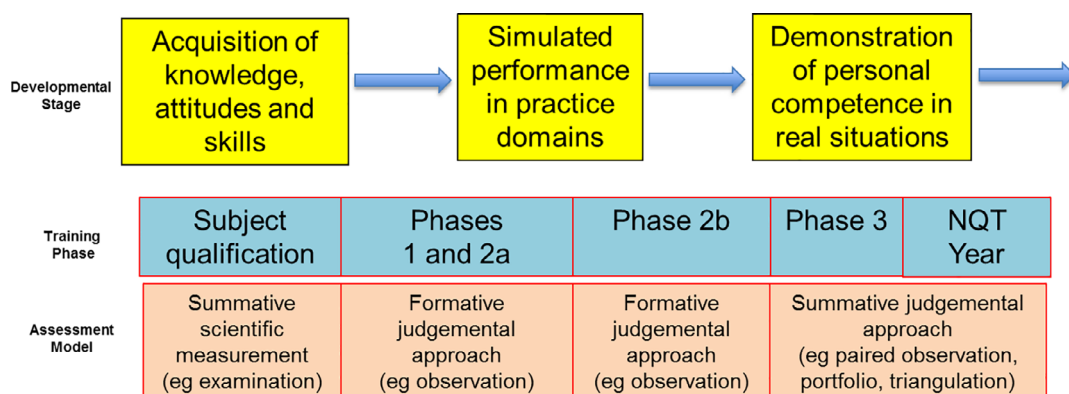 Developmental
Stage
Acquisition of
knowledge,
attitudes and
skills
Simulated
performance
in practice
domains
Demonstration
of personal
competence in
real situations
Training
Phase
Subject
qualification
Phases
1 and 2a
Phase 2b
Phase 3
NQT
Year
Assessment
Model
Summative
scientific
measurement
(eg examination)
Formative
judgemental
approach
(eg observation)
Formative
judgemental
approach
(eg observation)
Summative judgemental
approach
(eg paired observation,
portfolio, triangulation)